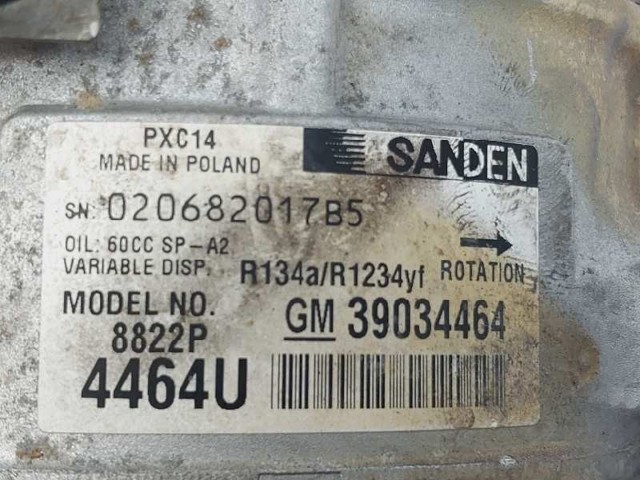 PXC14
MADE IN POLAND
SANDEN
SN: 020682017B5
OIL: 60CC SP-A2
VARIABLE DISP.
R134a/R1234yf
ROTATION
MODEL NO.
8822P
GM 39034464
4464U